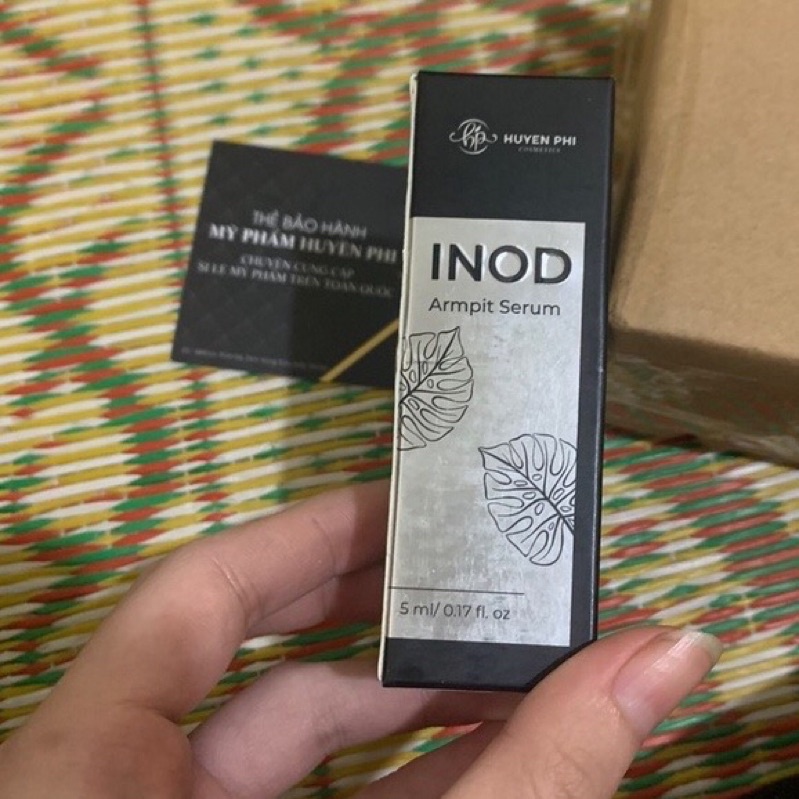 HUYEN PHI
COSMETICS
INOD
Armpit Serum
5 ml/ 0.17 fl. oz
THẺ BẢO HÀNH
MỸ PHẨM HUYỀN PHI
CHUYÊN CUNG CẤP
SỈ LẺ MỸ PHẨM TRÊN TOÀN QUỐC